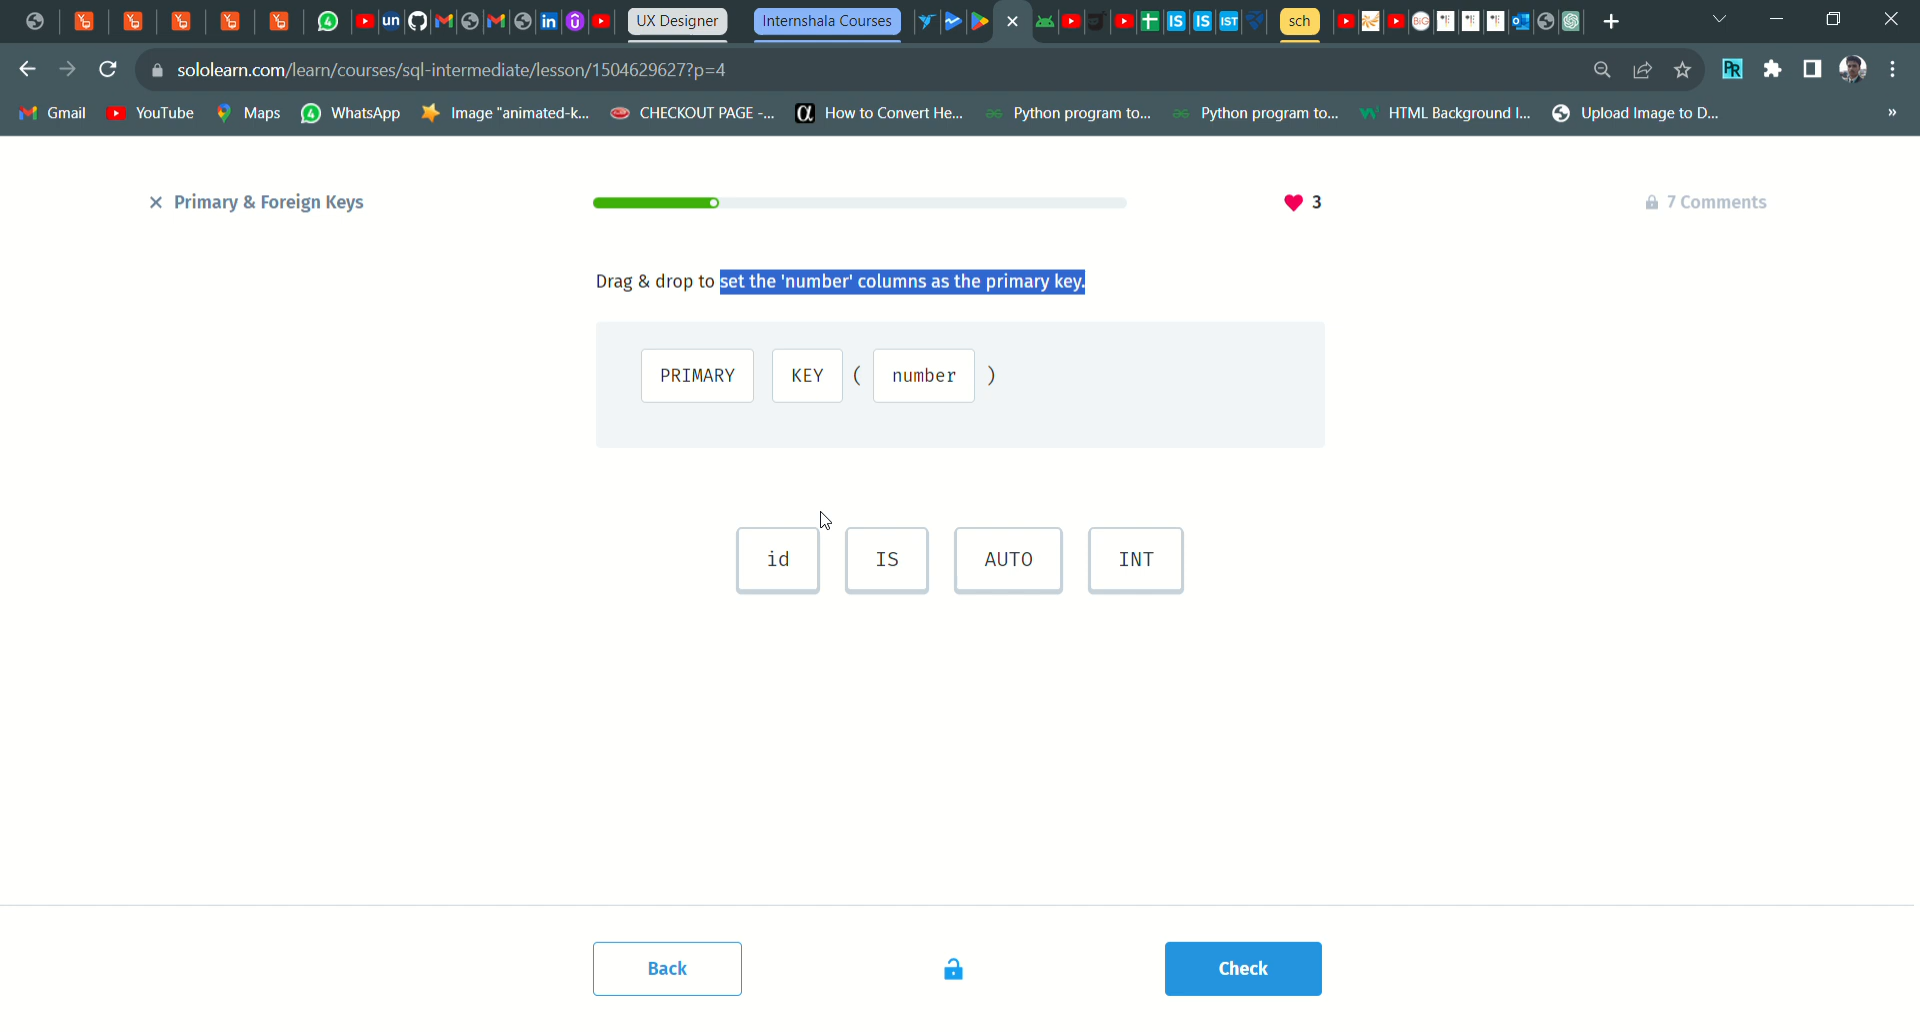 UX Designer
Internshala Courses
sch
sololearn.com/learn/courses/sql-intermediate/lesson/1504629627?p=4
Gmail
YouTube
Maps
WhatsApp
Image "animated-k...
CHECKOUT PAGE -...
How to Convert He...
Python program to...
Python program to...
HTML Background I...
Upload Image to D...
»
× Primary & Foreign Keys
3
7 Comments
Drag & drop to set the 'number' columns as the primary key.
PRIMARY KEY ( number )
id IS AUTO INT
Back
Check